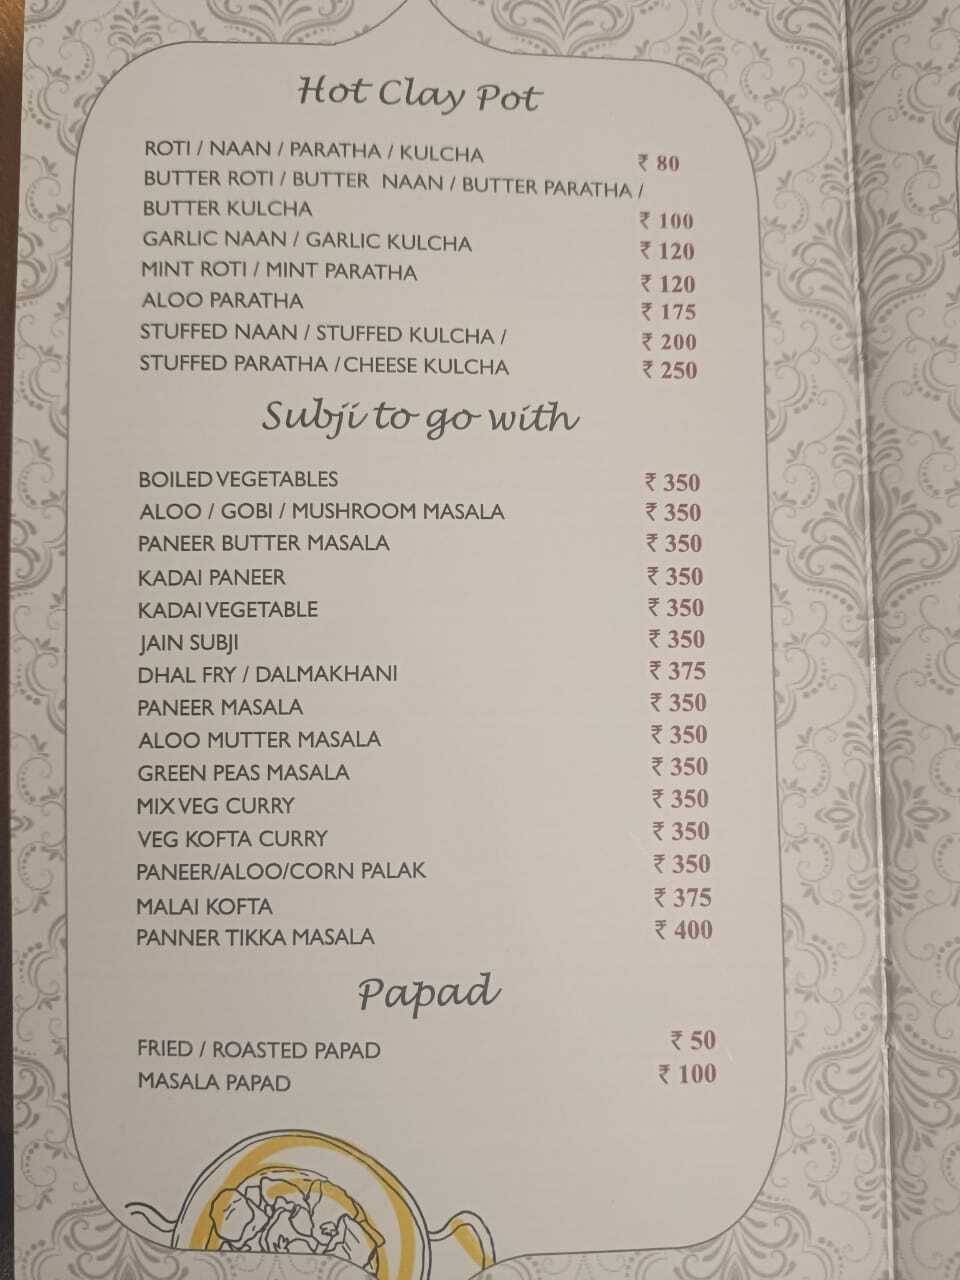 Hot Clay Pot
ROTI / NAAN / PARATHA / KULCHA ₹ 80
BUTTER ROTI / BUTTER NAAN / BUTTER PARATHA /
BUTTER KULCHA ₹ 100
GARLIC NAAN / GARLIC KULCHA ₹ 120
MINT ROTI / MINT PARATHA ₹ 120
ALOO PARATHA ₹ 175
STUFFED NAAN / STUFFED KULCHA / ₹ 200
STUFFED PARATHA / CHEESE KULCHA ₹ 250
Subji to go with
BOILED VEGETABLES ₹ 350
ALOO / GOBI / MUSHROOM MASALA ₹ 350
PANEER BUTTER MASALA ₹ 350
KADAI PANEER ₹ 350
KADAI VEGETABLE ₹ 350
JAIN SUBJI ₹ 350
DHAL FRY / DALMAKHANI ₹ 375
PANEER MASALA ₹ 350
ALOO MUTTER MASALA ₹ 350
GREEN PEAS MASALA ₹ 350
MIX VEG CURRY ₹ 350
VEG KOFTA CURRY ₹ 350
PANEER/ALOO/CORN PALAK ₹ 350
MALAI KOFTA ₹ 375
PANNER TIKKA MASALA ₹ 400
Papad
FRIED / ROASTED PAPAD ₹ 50
MASALA PAPAD ₹ 100